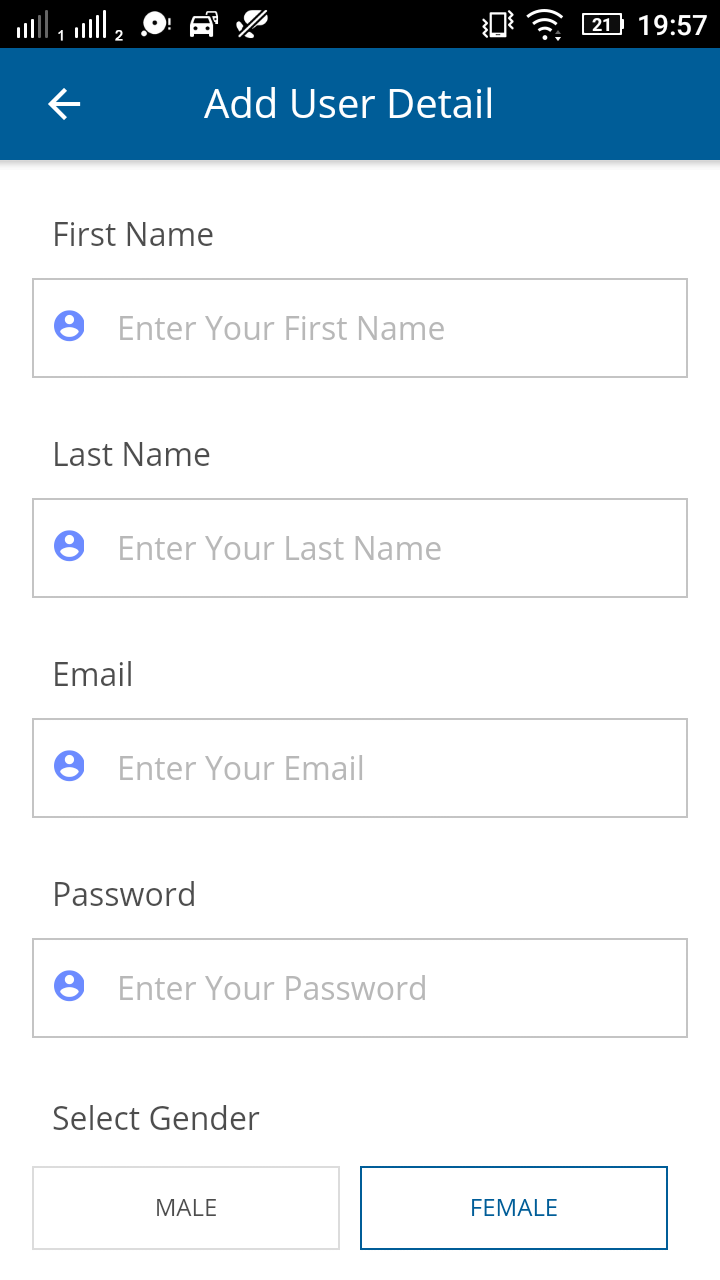 1 2 21 19:57
Add User Detail
First Name
Enter Your First Name
Last Name
Enter Your Last Name
Email
Enter Your Email
Password
Enter Your Password
Select Gender
MALE FEMALE